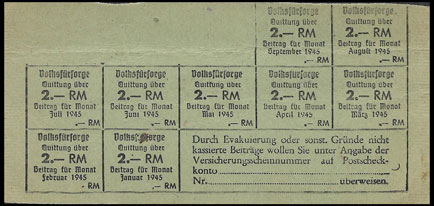 Volksfürsorge
Quittung über
2.— RM
Beitrag für Monat
September 1945
.- RM
Volksfürsorge
Quittung über
2.— RM
Beitrag für Monat
August 1945
.- RM
Volksfürsorge
Quittung über
2.— RM
Beitrag für Monat
Juli 1945
.- RM
Volksfürsorge
Quittung über
2.— RM
Beitrag für Monat
Juni 1945
.- RM
Volksfürsorge
Quittung über
2.— RM
Beitrag für Monat
Mai 1945
.- RM
Volksfürsorge
Quittung über
2.— RM
Beitrag für Monat
April 1945
.- RM
Volksfürsorge
Quittung über
2.— RM
Beitrag für Monat
März 1945
.- RM
Volksfürsorge
Quittung über
2.— RM
Beitrag für Monat
Februar 1945
.- RM
Volksfürsorge
Quittung über
2.— RM
Beitrag für Monat
Januar 1945
.- RM
Durch Evakuierung oder sonst. Gründe nicht
kassierte Beiträge wollen Sie unter Angabe der
Versicherungsscheinnummer auf Postscheck-
konto
Nr. überweisen.